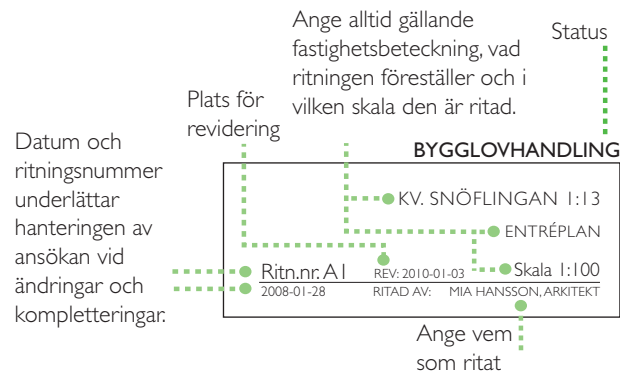 Ange alltid gällande
fastighetsbeteckning, vad
ritningen föreställer och i
vilken skala den är ritad.
Status
Plats för
revidering
Datum och
ritningsnummer
underlättar
hanteringen av
ansökan vid
ändringar och
kompletteringar.
BYGGLOVHANDLING
KV. SNÖFLINGAN 1:13
ENTRÉPLAN
Ritn.nr. A1
REV: 2010-01-03
Skala 1:100
2008-01-28
RITAD AV:
MIA HANSSON, ARKITEKT
Ange vem
som ritat